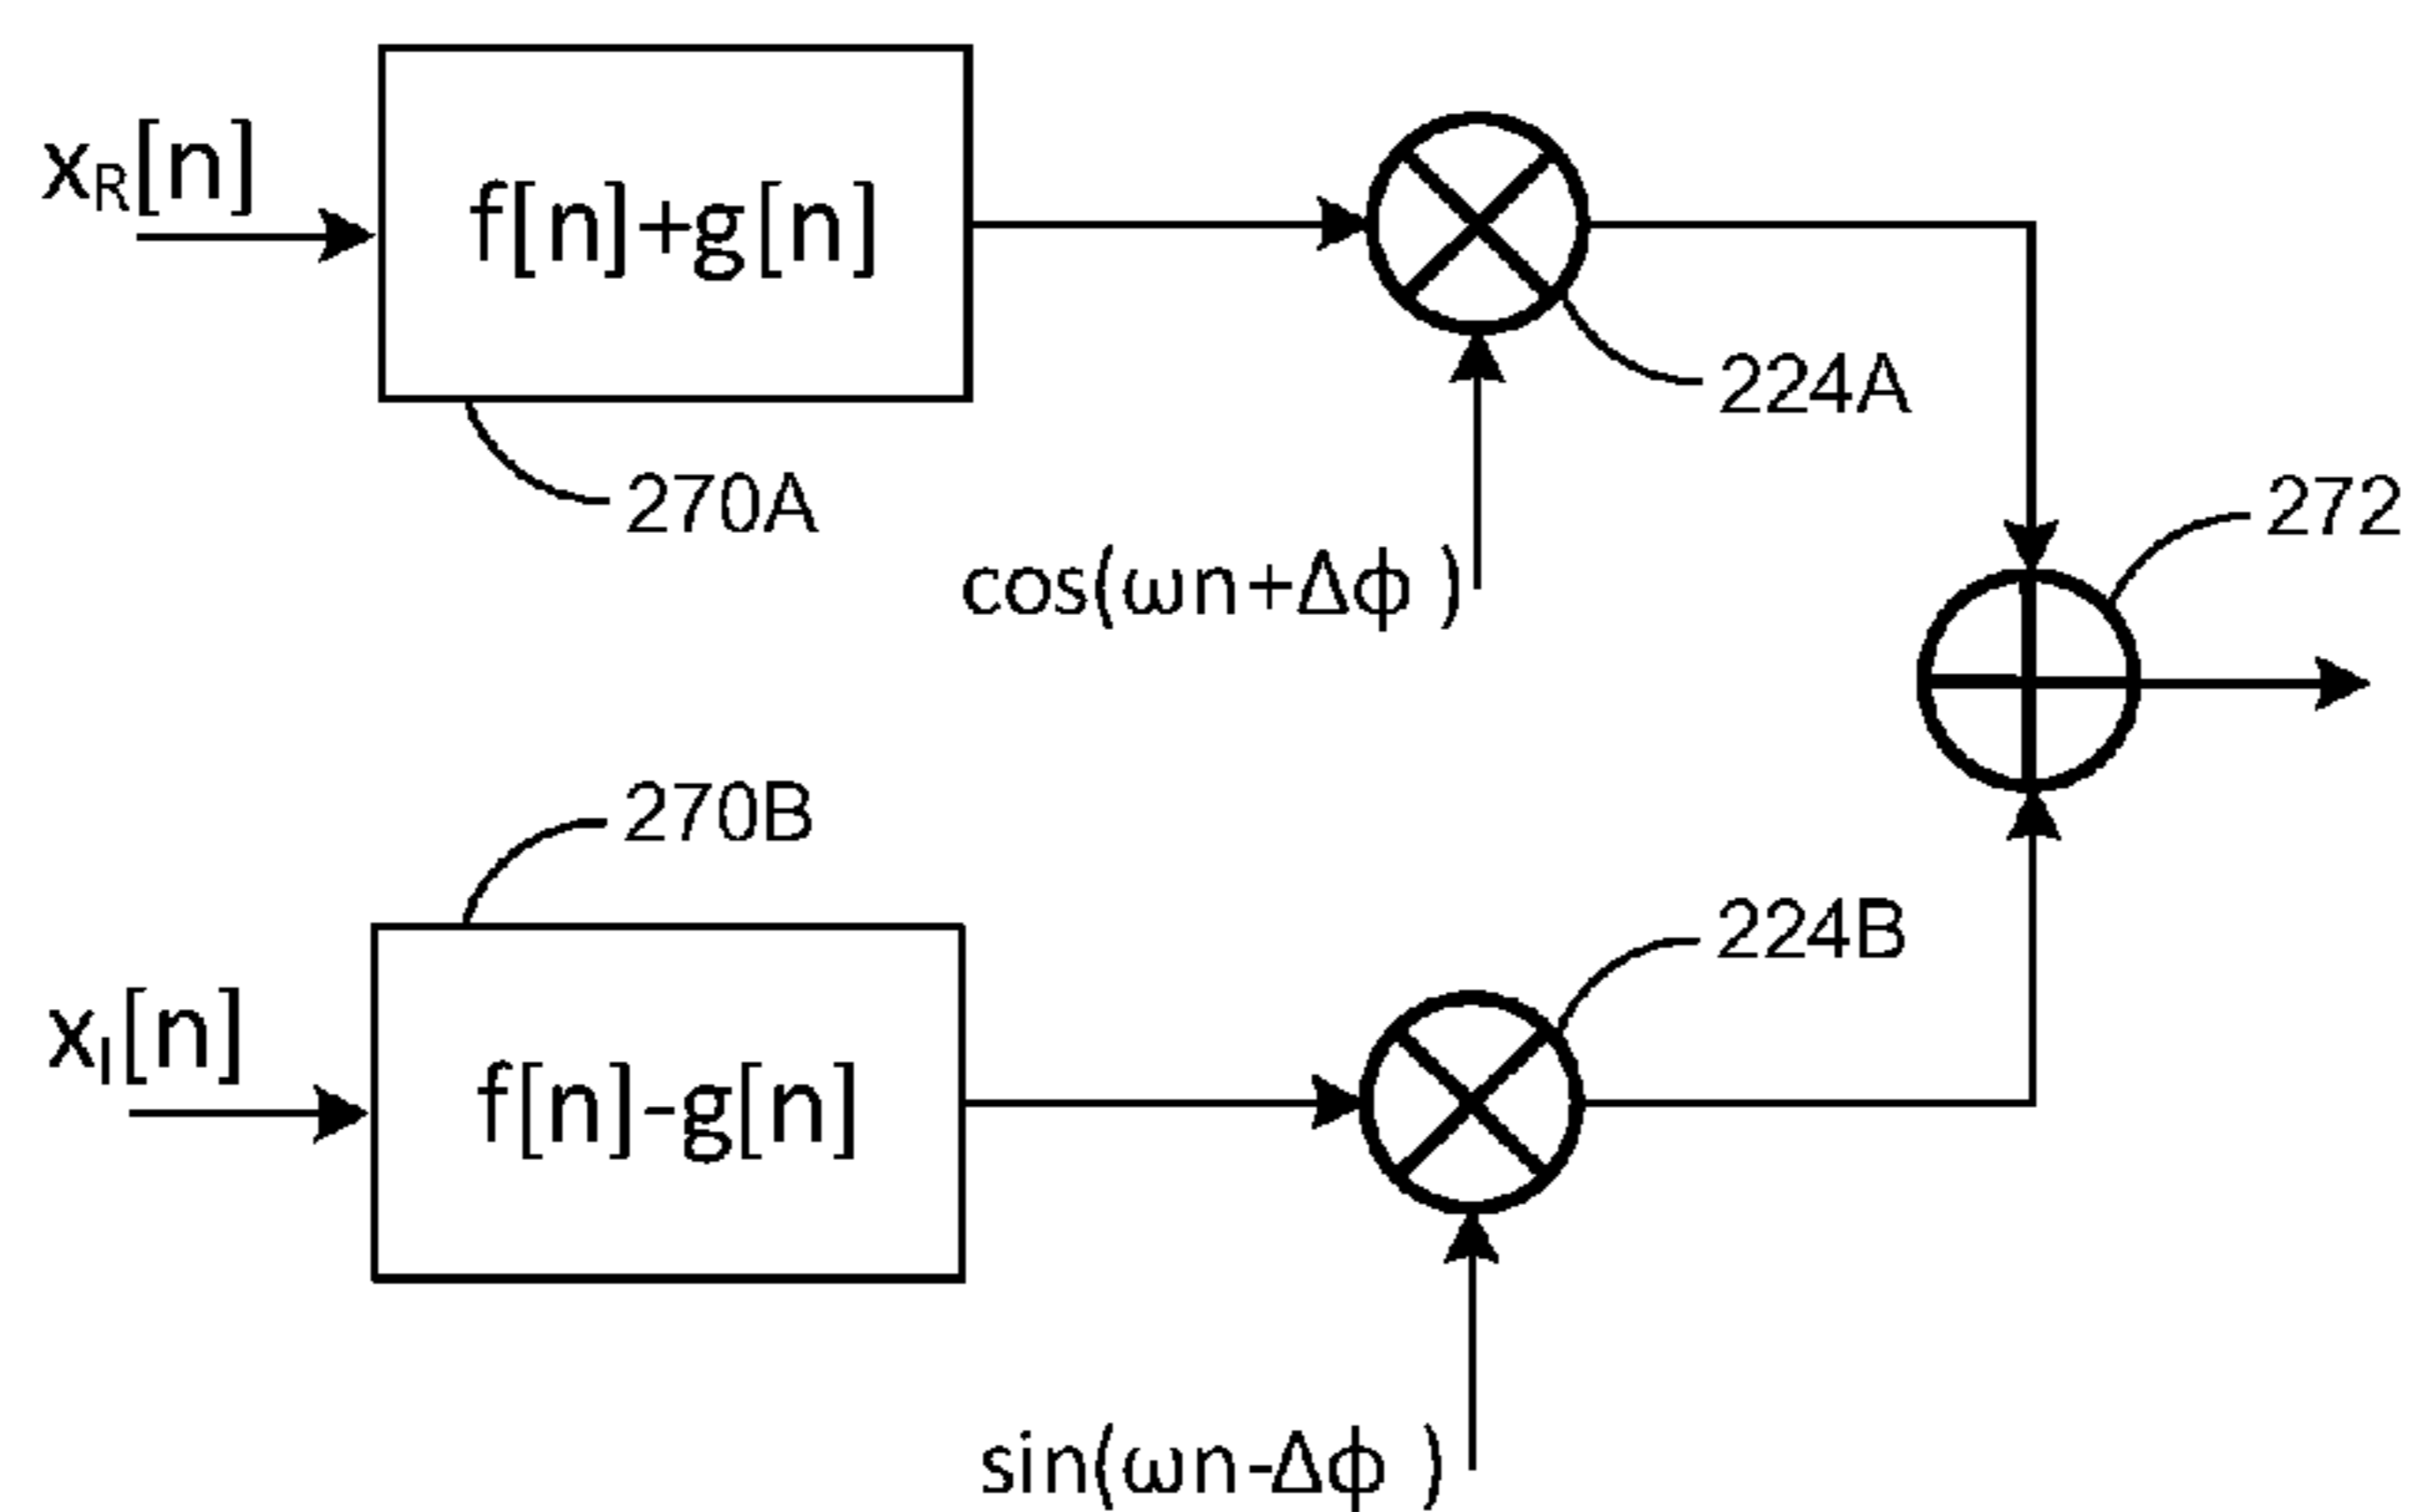 xR[n]
f[n]+g[n]
224A
270A
272
cos(ωn+Δϕ )
270B
224B
xI[n]
f[n]-g[n]
sin(ωn-Δϕ )